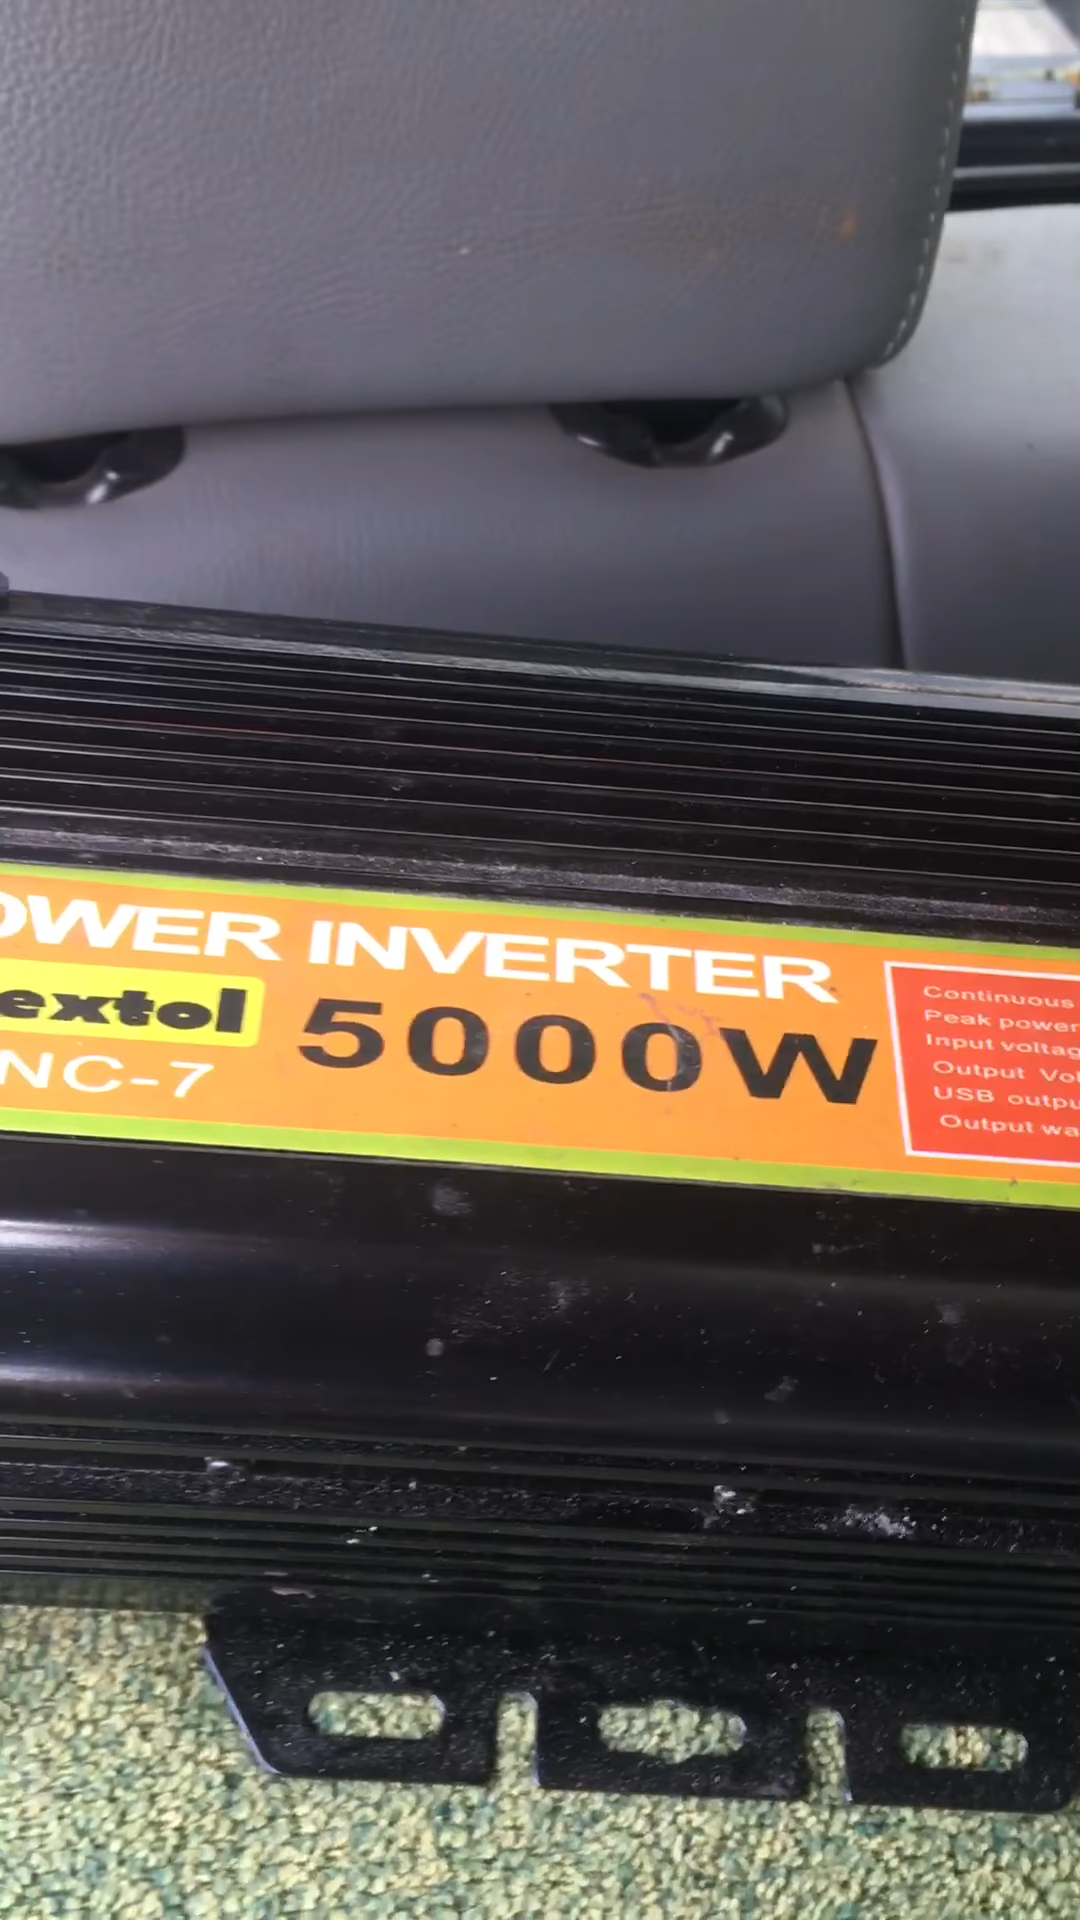 OWER INVERTER
extol
5000W
NC-7
Continuous
Peak power
Input voltag
Output Vol
USB outpu
Output wa